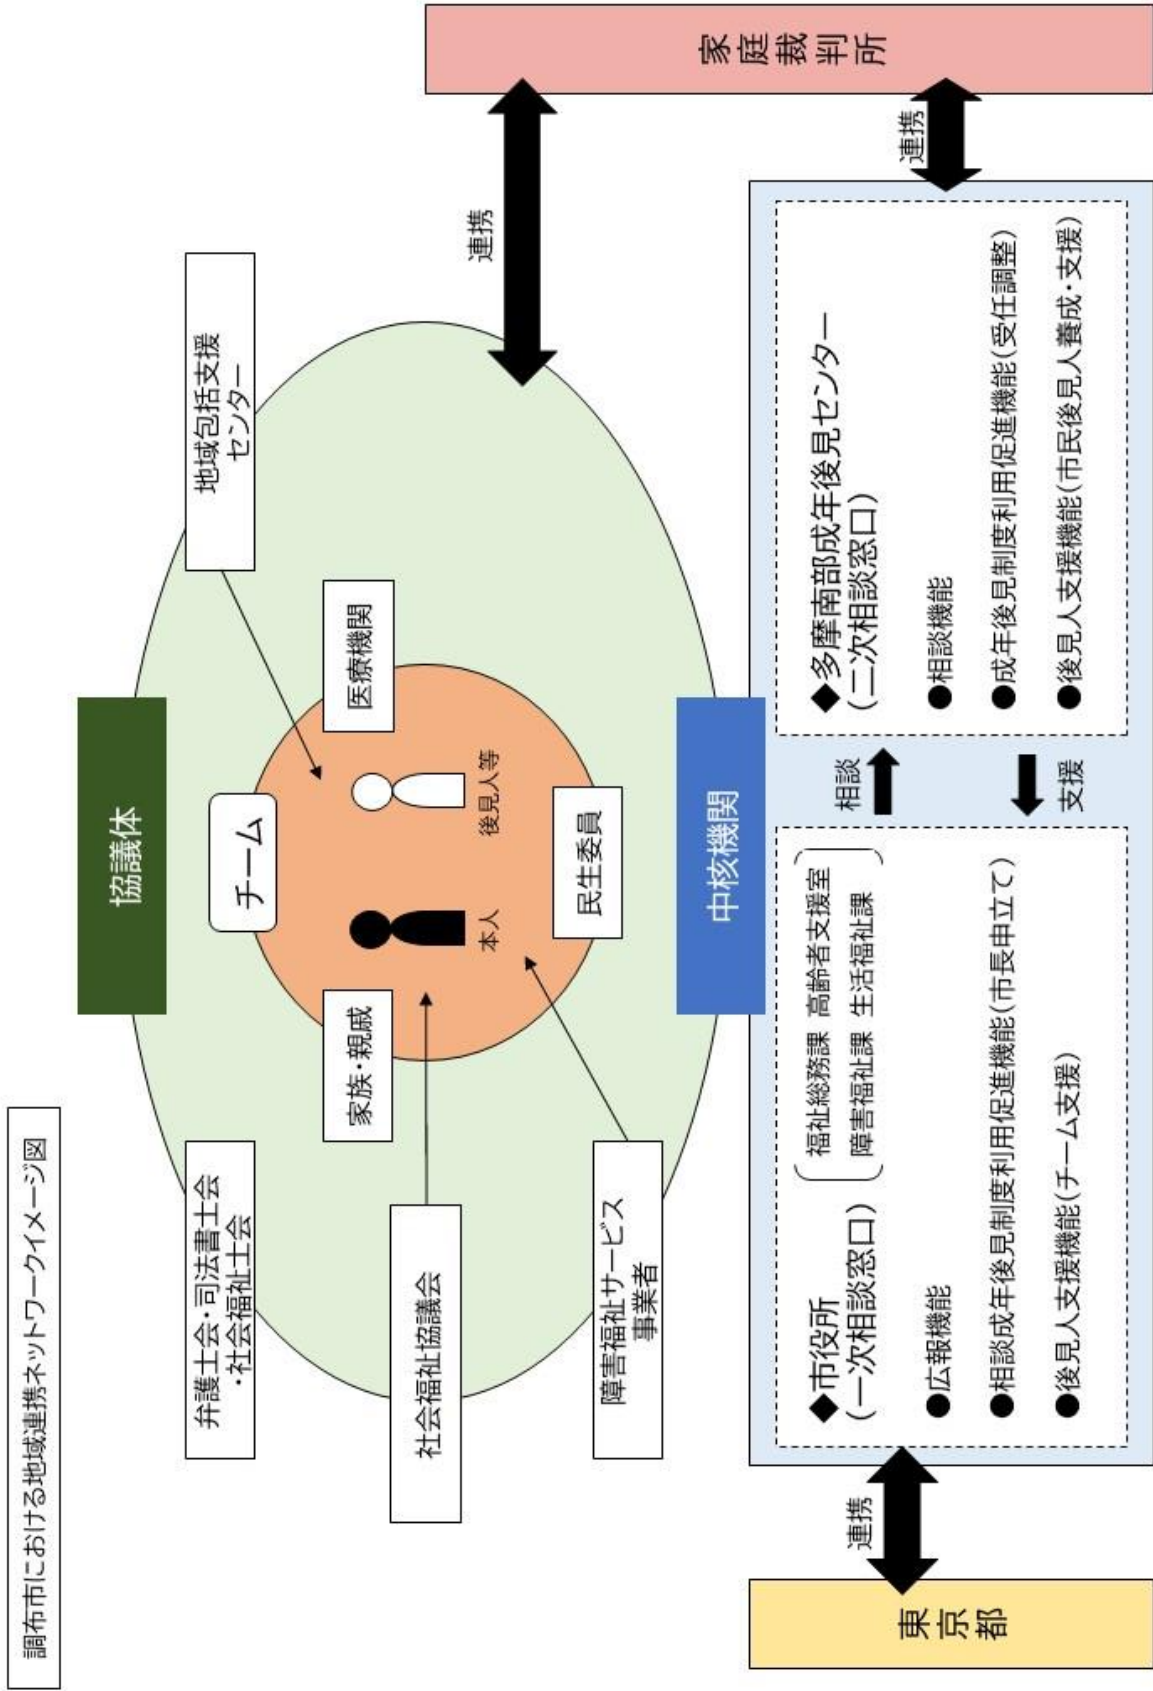 調布市における地域連携ネットワークイメージ図
協議体
弁護士会・司法書士会
・社会福祉士会
地域包括支援
センター
チーム
家族・親戚
医療機関
本人
後見人等
社会福祉協議会
民生委員
障害福祉サービス
事業者
連携
家庭裁判所
中核機関
◆市役所
(一次相談窓口)
福祉総務課 高齢者支援室
障害福祉課 生活福祉課
●広報機能
●相談成年後見制度利用促進機能(市長申立て)
●後見人支援機能(チーム支援)
相談
支援
◆多摩南部成年後見センター
(二次相談窓口)
●相談機能
●成年後見制度利用促進機能(受任調整)
●後見人支援機能(市民後見人養成・支援)
連携
連携
東京都